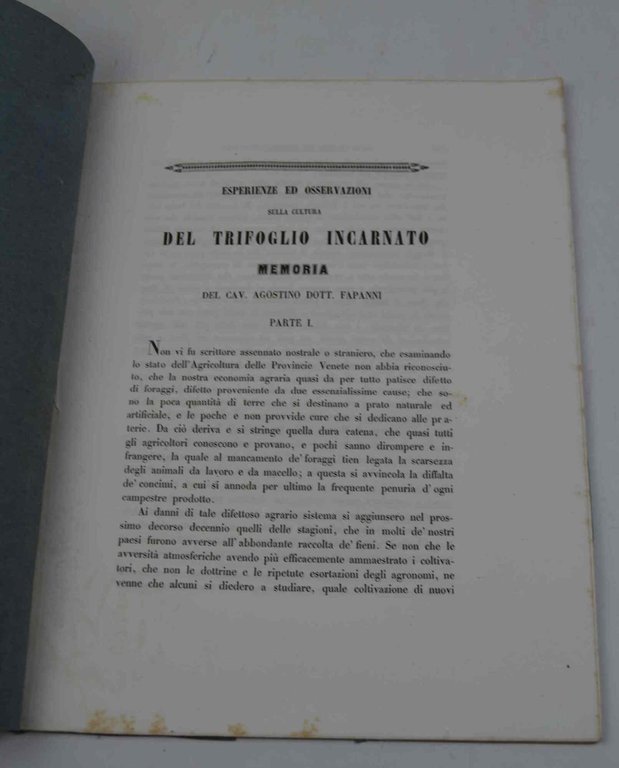 ESPERIENZE ED OSSERVAZIONI
SULLA CULTURA
DEL TRIFOGLIO INCARNATO
MEMORIA
DEL CAV. AGOSTINO DOTT. FAPANNI
PARTE I.
Non vi fu scrittore assennato nostrale o straniero, che esaminando
lo stato dell'Agricoltura delle Provincie Venete non abbia riconosciu-
to, che la nostra economia agraria quasi da per tutto patisce difetto
di foraggi, difetto proveniente da due essenzialissime cause; che so-
no la poca quantità di terre che si destinano a prato naturale ed
artificiale, e le poche e non provvide cure che si dedicano alle pra-
terie. Da ciò deriva e si stringe quella dura catena, che quasi tutti
gli agricoltori conoscono e provano, e pochi sanno dirompere e in-
frangere, la quale al mancamento de' foraggi tien legata la scarsezza
degli animali da lavoro e da macello; a questa si avvincola la diffalta
de' concimi, a cui si annoda per ultimo la frequente penuria d' ogni
campestre prodotto.
Ai danni di tale difettoso agrario sistema si aggiunsero nel pros-
simo decorso decennio quelli delle stagioni, che in molti de' nostri
paesi furono avverse all'abbondante raccolta de' fieni. Se non che le
avversità atmosferiche avendo più efficacemente ammaestrato i coltiva-
tori, che non le dottrine e le ripetute esortazioni degli agronomi, ne
venne che alcuni si diedero a studiare, quale coltivazione di nuovi